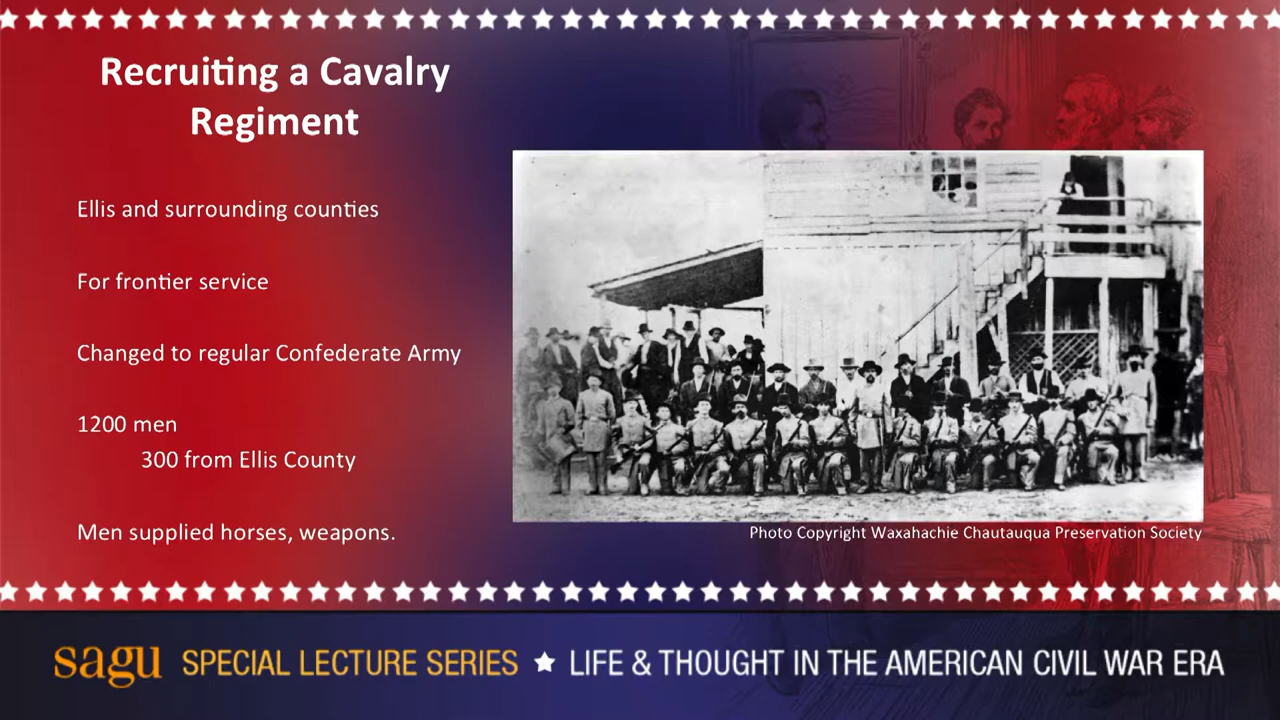 Recruiting a Cavalry
Regiment
Ellis and surrounding counties
For frontier service
Changed to regular Confederate Army
1200 men
300 from Ellis County
Men supplied horses, weapons.
Photo Copyright Waxahachie Chautauqua Preservation Society
sagu SPECIAL LECTURE SERIES ★ LIFE & THOUGHT IN THE AMERICAN CIVIL WAR ERA